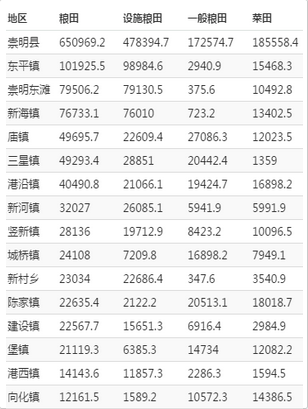 地区 粮田 设施粮田 一般粮田 菜田
崇明县 650969.2 478394.7 172574.7 185558.4
东平镇 101925.5 98984.6 2940.9 15468.3
崇明东滩 79506.2 79130.5 375.6 10492.8
新海镇 76733.1 76010 723.2 13402.5
庙镇 49695.7 22609.4 27086.3 12023.5
三星镇 49293.4 28851 20442.4 1359
港沿镇 40490.8 21066.1 19424.7 16898.2
新河镇 32027 26085.1 5941.9 5991.9
竖新镇 28136 19712.9 8423.2 10096.5
城桥镇 24108 7209.8 16898.2 7949.1
新村乡 23034 22686.4 347.6 3540.9
陈家镇 22635.4 2122.2 20513.1 18018.7
建设镇 22567.7 15651.3 6916.4 2984.9
堡镇 21119.3 6385.3 14734 12082.2
港西镇 14143.6 11857.3 2286.3 1594.5
向化镇 12161.5 1589.2 10572.3 14386.5